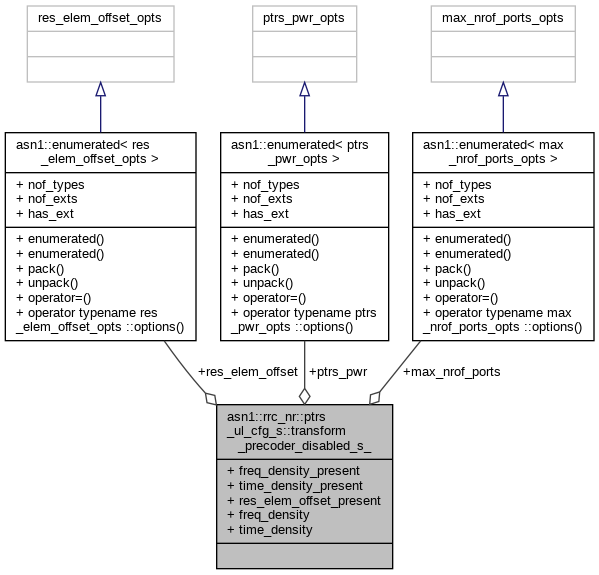 res_elem_offset_opts
ptrs_pwr_opts
max_nrof_ports_opts
asn1::enumerated< res
_elem_offset_opts >
+ nof_types
+ nof_exts
+ has_ext
+ enumerated()
+ enumerated()
+ pack()
+ unpack()
+ operator=()
+ operator typename res
_elem_offset_opts ::options()
asn1::enumerated< ptrs
_pwr_opts >
+ nof_types
+ nof_exts
+ has_ext
+ enumerated()
+ enumerated()
+ pack()
+ unpack()
+ operator=()
+ operator typename ptrs
_pwr_opts ::options()
asn1::enumerated< max
_nrof_ports_opts >
+ nof_types
+ nof_exts
+ has_ext
+ enumerated()
+ enumerated()
+ pack()
+ unpack()
+ operator=()
+ operator typename max
_nrof_ports_opts ::options()
+res_elem_offset
+ptrs_pwr
+max_nrof_ports
asn1::rrc_nr::ptrs
_ul_cfg_s::transform
_precoder_disabled_s_
+ freq_density_present
+ time_density_present
+ res_elem_offset_present
+ freq_density
+ time_density